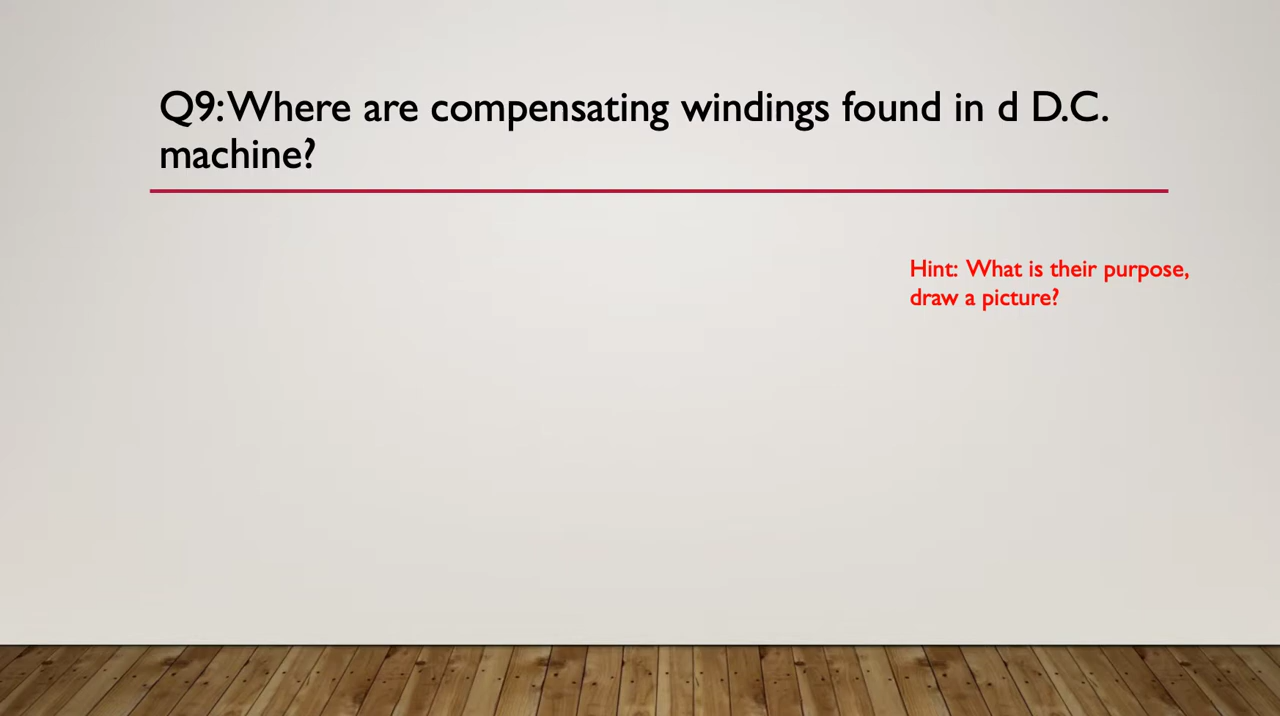 Q9: Where are compensating windings found in d D.C.
machine?
Hint: What is their purpose,
draw a picture?